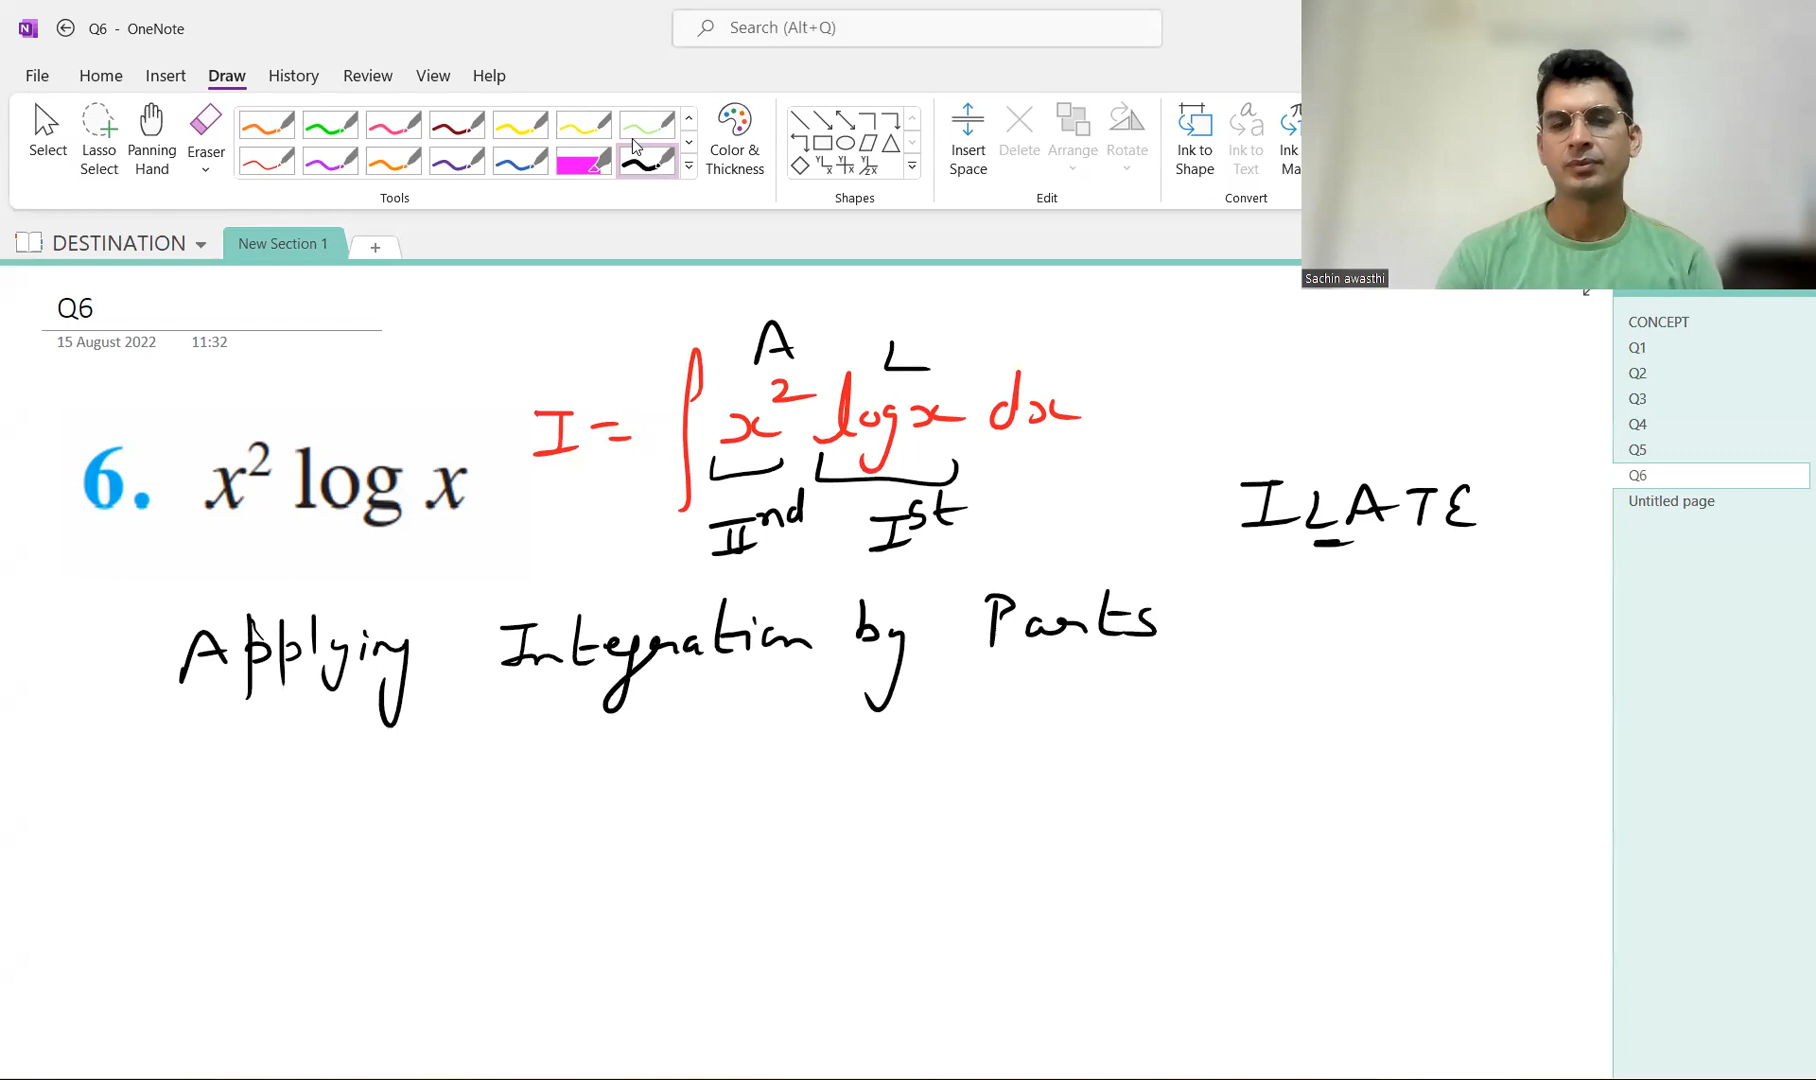 Q6 - OneNote
Search (Alt+Q)
File Home Insert Draw History Review View Help
Select
Lasso Select
Panning Hand
Eraser
Color & Thickness
Insert Space
Delete
Arrange
Rotate
Ink to Shape
Ink to Text
Ink Ma
Tools Shapes Edit Convert
Sachin awasthi
DESTINATION New Section 1 +
Q6
15 August 2022 11:32
A L
I = ∫ x² log x dx
IInd Ist
6. x² log x
ILATE
Applying Integration by Parts
CONCEPT
Q1
Q2
Q3
Q4
Q5
Q6
Untitled page